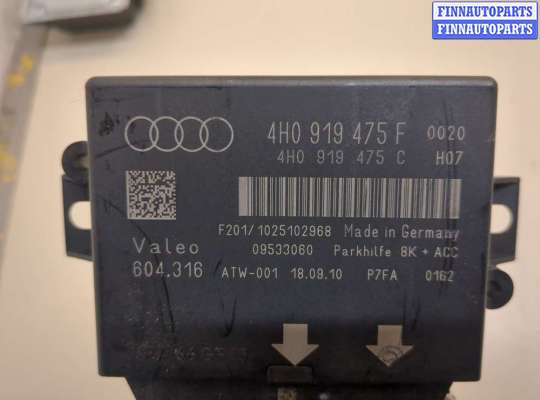 FINNAUTOPARTS
FINNAUTOPARTS
4H0 919 475 F 0020
4H0 919 475 C H07
F201/1025102968 Made in Germany
Valeo 09533060 Parkhilfe 8K + ACC
604.316 ATW-001 18.09.10 P7FA 0162